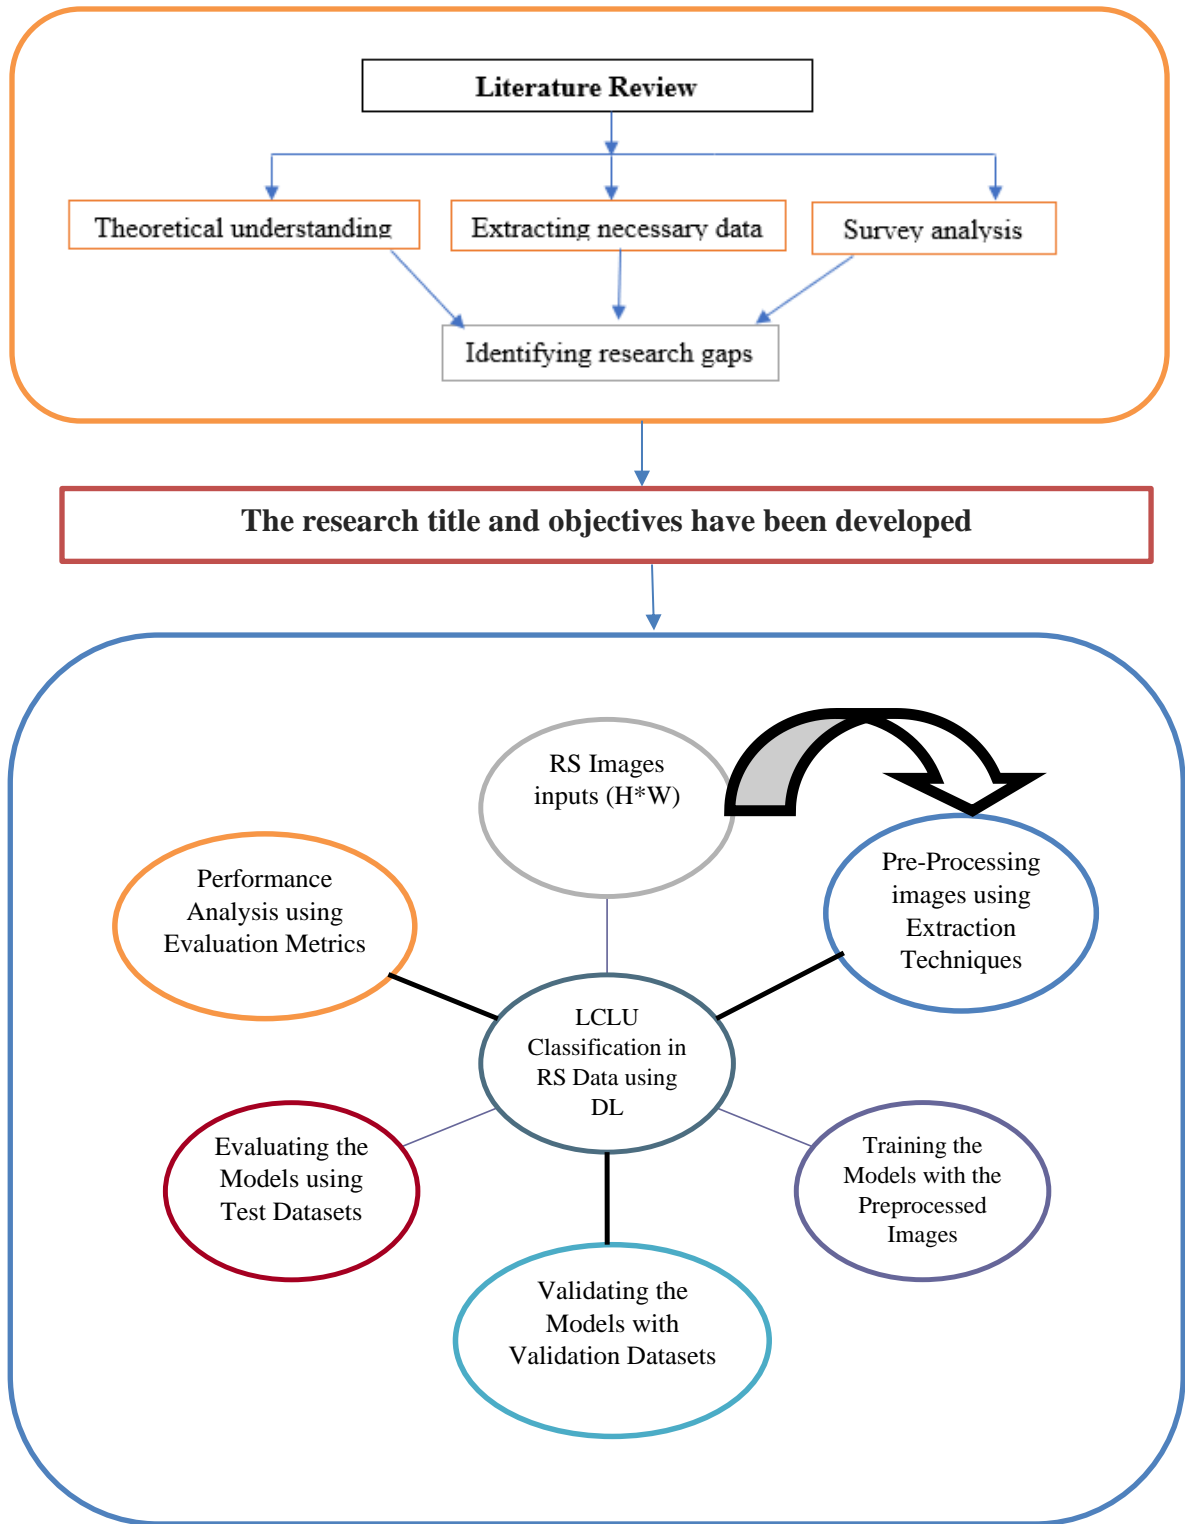 Literature Review
Theoretical understanding
Extracting necessary data
Survey analysis
Identifying research gaps
The research title and objectives have been developed
RS Images
inputs (H*W)
Pre-Processing
images using
Extraction
Techniques
Performance
Analysis using
Evaluation Metrics
LCLU
Classification in
RS Data using
DL
Evaluating the
Models using
Test Datasets
Training the
Models with the
Preprocessed
Images
Validating the
Models with
Validation Datasets